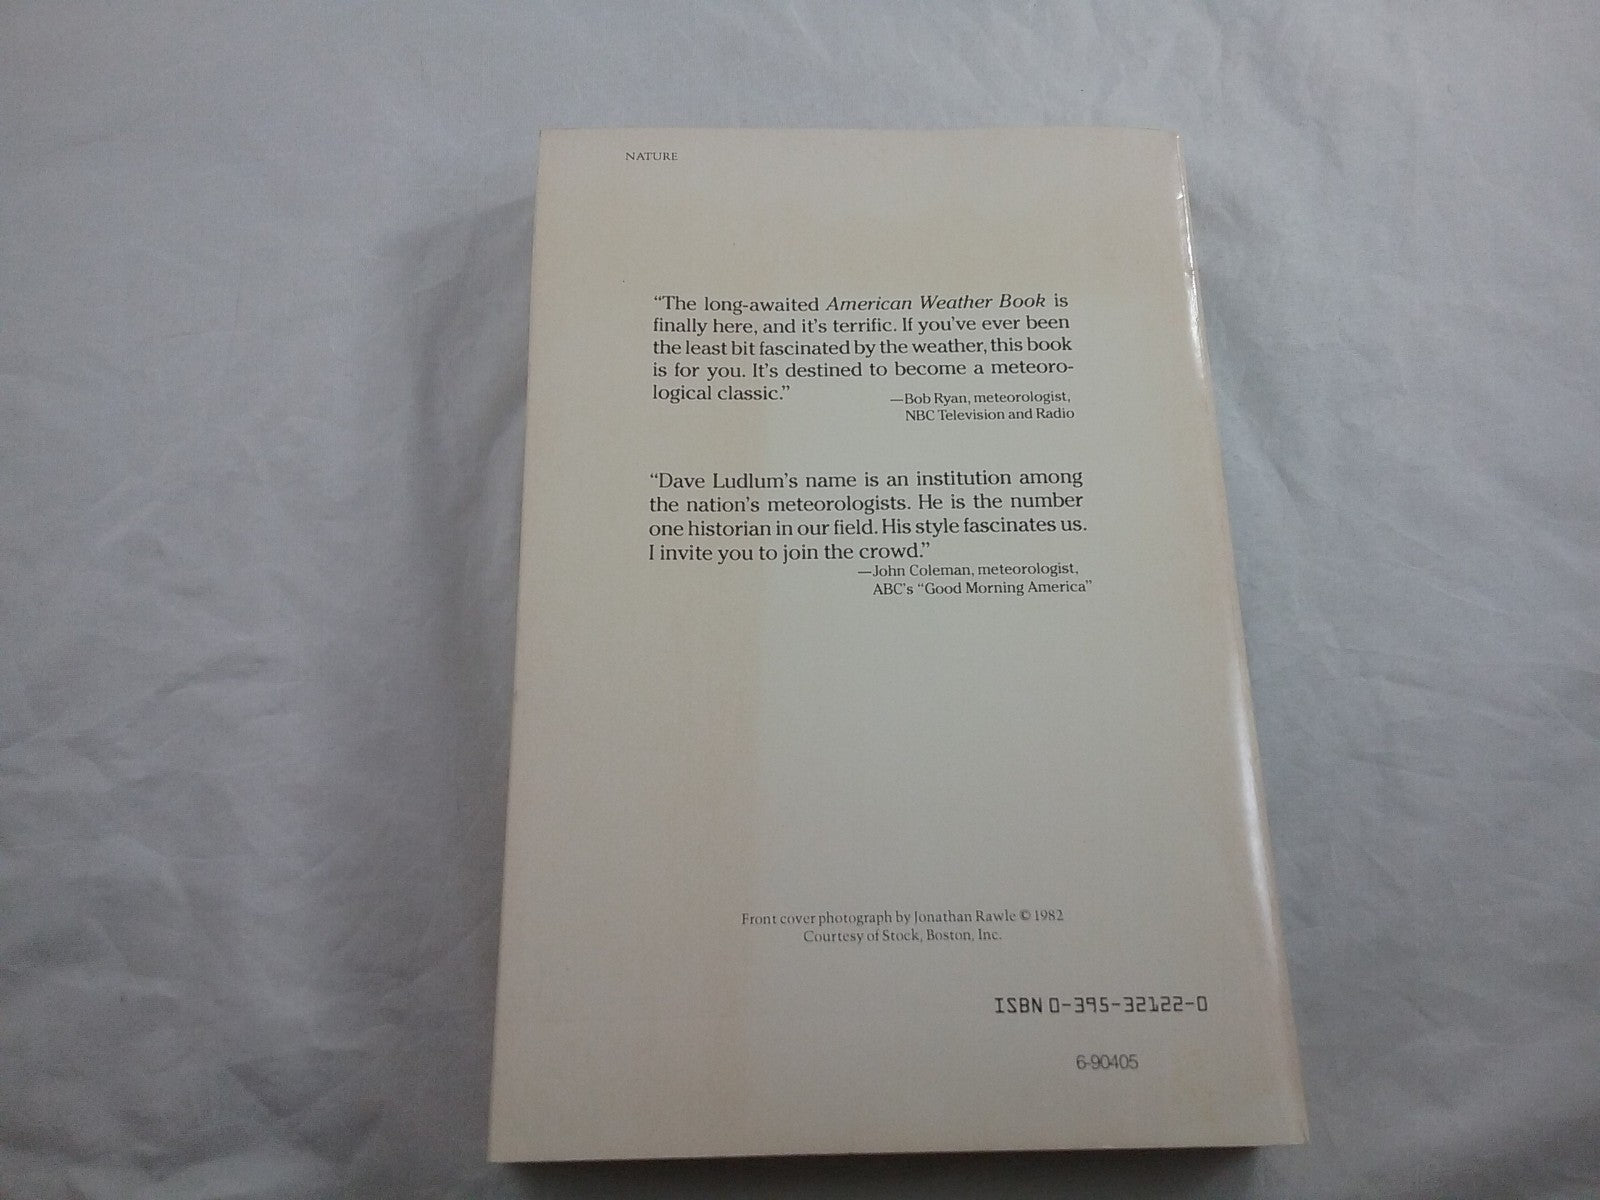 NATURE
“The long-awaited American Weather Book is
finally here, and it's terrific. If you've ever been
the least bit fascinated by the weather, this book
is for you. It's destined to become a meteoro-
logical classic.”
—Bob Ryan, meteorologist,
NBC Television and Radio
“Dave Ludlum's name is an institution among
the nation's meteorologists. He is the number
one historian in our field. His style fascinates us.
I invite you to join the crowd.”
—John Coleman, meteorologist,
ABC's “Good Morning America”
Front cover photograph by Jonathan Rawle © 1982
Courtesy of Stock, Boston, Inc.
ISBN 0-395-32122-0
6-90405